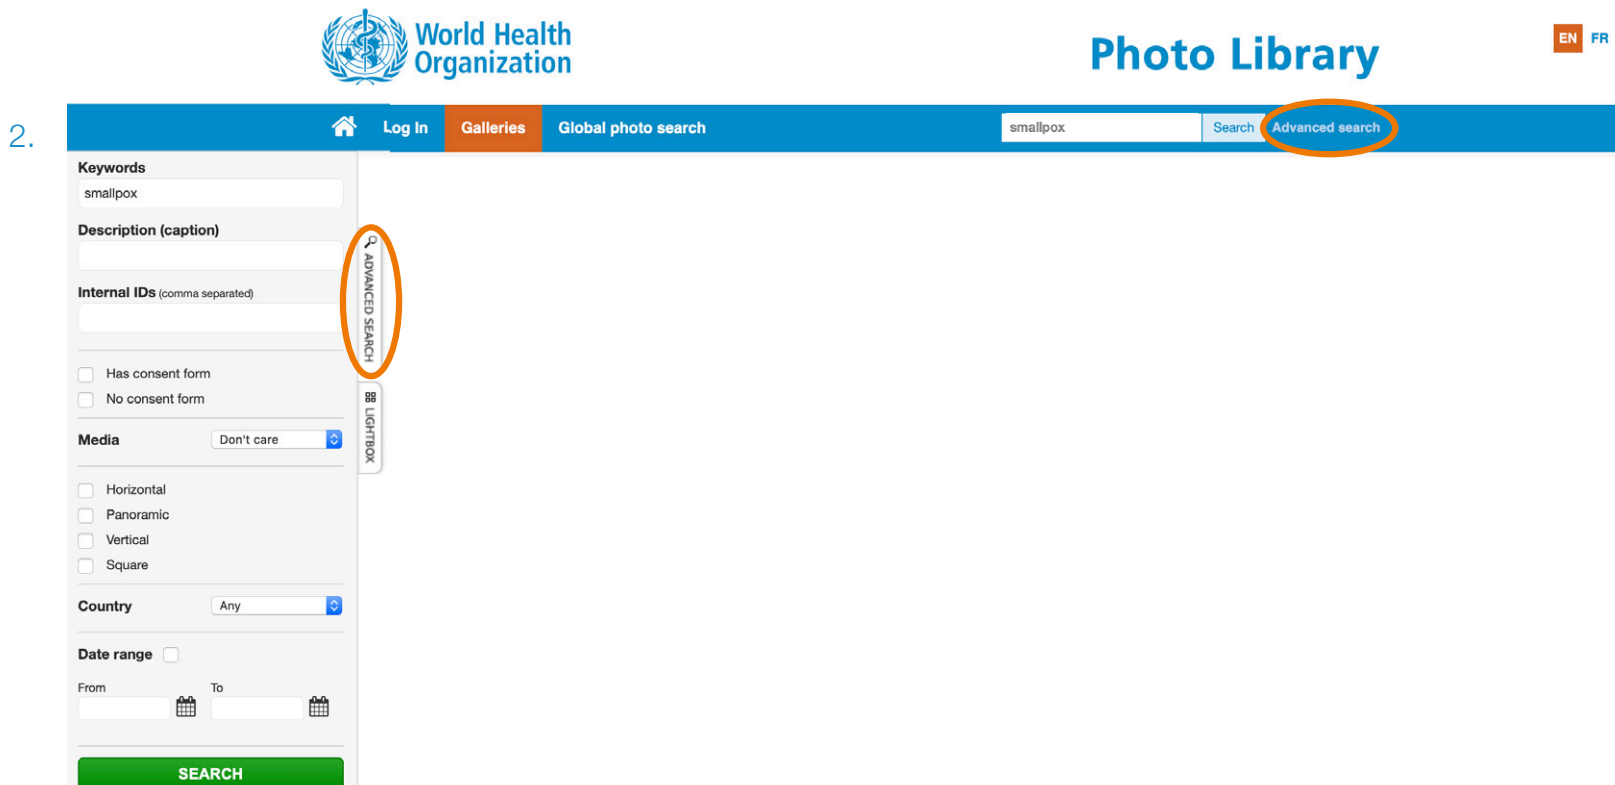 World Health
Organization
Photo Library
EN FR
2.
Log In Galleries Global photo search smallpox Search Advanced search
Keywords
smallpox
Description (caption)
ADVANCED SEARCH
Internal IDs (comma separated)
Has consent form
No consent form
LIGHTBOX
Media Don't care
Horizontal
Panoramic
Vertical
Square
Country Any
Date range
From To
SEARCH